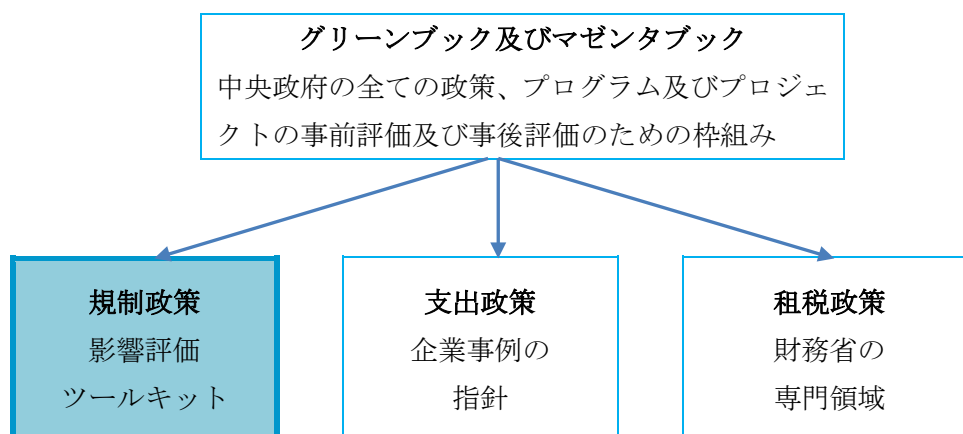 グリーンブック及びマゼンタブック
中央政府の全ての政策、プログラム及びプロジェ
クトの事前評価及び事後評価のための枠組み
規制政策
影響評価
ツールキット
支出政策
企業事例の
指針
租税政策
財務省の
専門領域